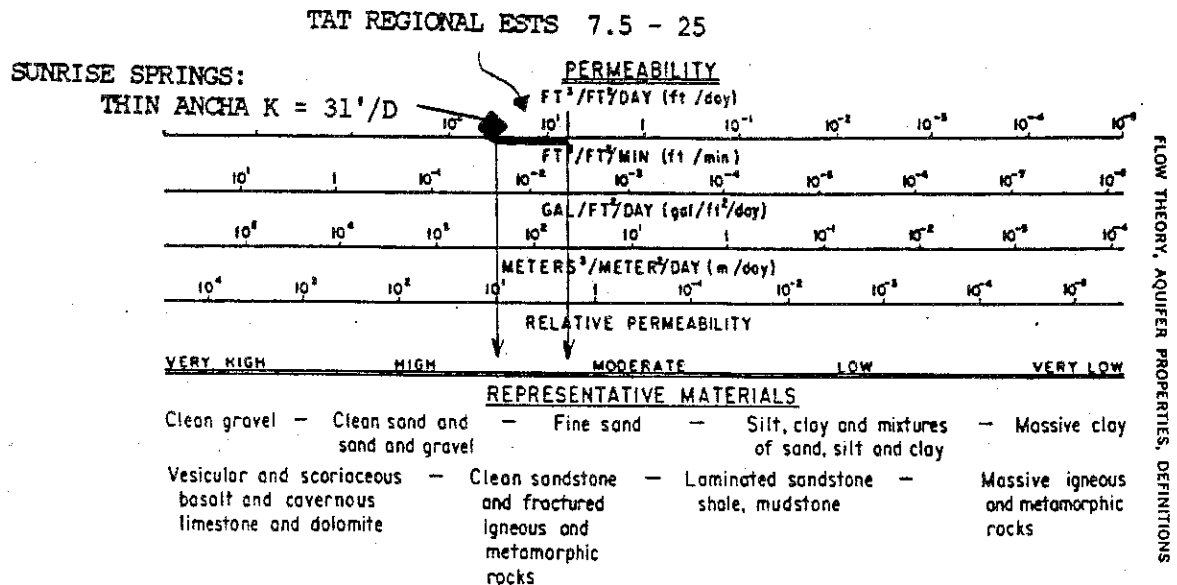 TAT REGIONAL ESTS 7.5 - 25
SUNRISE SPRINGS:
THIN ANCHA K = 31'/D
PERMEABILITY
FT³/FT²/DAY (ft /day)
10² 10¹ 1 10⁻¹ 10⁻² 10⁻³ 10⁻⁴ 10⁻⁵
FT³/FT²/MIN (ft /min)
10¹ 1 10⁻¹ 10⁻² 10⁻³ 10⁻⁴ 10⁻⁵ 10⁻⁶ 10⁻⁷ 10⁻⁸
GAL/FT²/DAY (gal/ft²/day)
10⁵ 10⁴ 10³ 10² 10¹ 1 10⁻¹ 10⁻² 10⁻³ 10⁻⁴
METERS³/METER²/DAY (m /day)
10⁴ 10³ 10² 10¹ 1 10⁻¹ 10⁻² 10⁻³ 10⁻⁴ 10⁻⁵
RELATIVE PERMEABILITY
VERY HIGH HIGH MODERATE LOW VERY LOW
REPRESENTATIVE MATERIALS
Clean gravel — Clean sand and — Fine sand — Silt, clay and mixtures — Massive clay
sand and gravel of sand, silt and clay
Vesicular and scoriaceous — Clean sandstone — Laminated sandstone — Massive igneous
basalt and cavernous and fractured shale, mudstone and metamorphic
limestone and dolomite igneous and rocks
metamorphic
rocks
FLOW THEORY, AQUIFER PROPERTIES, DEFINITIONS